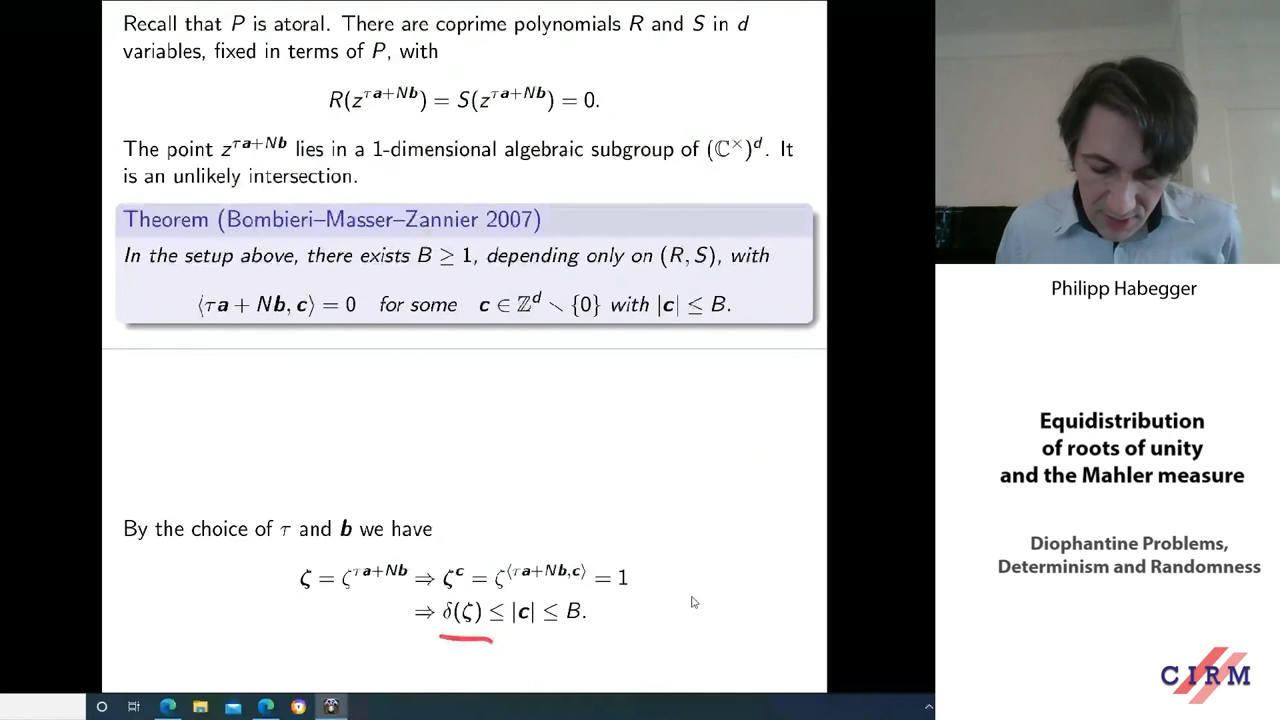 Recall that P is atoral. There are coprime polynomials R and S in d
variables, fixed in terms of P, with
R(z^{τa+Nb}) = S(z^{τa+Nb}) = 0.
The point z^{τa+Nb} lies in a 1-dimensional algebraic subgroup of (ℂ^×)^d. It
is an unlikely intersection.
Theorem (Bombieri–Masser–Zannier 2007)
In the setup above, there exists B ≥ 1, depending only on (R, S), with
⟨τa + Nb, c⟩ = 0 for some c ∈ ℤ^d ∖ {0} with |c| ≤ B.
By the choice of τ and b we have
ζ = ζ^{τa+Nb} ⇒ ζ^c = ζ^{⟨τa+Nb,c⟩} = 1
⇒ δ(ζ) ≤ |c| ≤ B.
Philipp Habegger
Equidistribution
of roots of unity
and the Mahler measure
Diophantine Problems,
Determinism and Randomness
CIRM